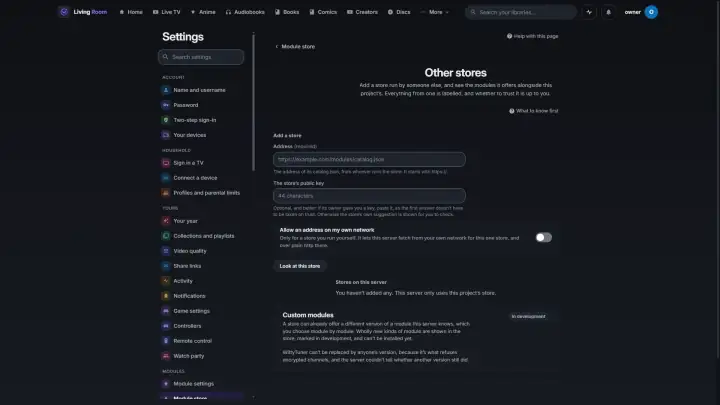 Living Room
Home
Live TV
Anime
Audiobooks
Books
Comics
Creators
Discs
More
Search your libraries...
owner
O
Settings
Search settings
ACCOUNT
Name and username
Password
Two-step sign-in
Your devices
HOUSEHOLD
Sign in a TV
Connect a device
Profiles and parental limits
YOURS
Your year
Collections and playlists
Video quality
Share links
Activity
Notifications
Game settings
Controllers
Remote control
Watch party
MODULES
Module settings
Module store
Help with this page
Module store
Other stores
Add a store run by someone else, and see the modules it offers alongside this
project's. Everything from one is labelled, and whether to trust it is up to you.
What to know first
Add a store
Address (required)
https://example.com/modules/catalog.json
The address of its catalog.json, from whoever runs the store. It starts with https://.
The store's public key
44 characters
Optional, and better: if its owner gave you a key, paste it, so the first answer doesn't have
to be taken on trust. Otherwise the store's own suggestion is shown for you to check.
Allow an address on my own network
Only for a store you run yourself. It lets this server fetch from your own network for this one store, and
over plain http there.
Look at this store
Stores on this server
You haven't added any. This server only uses this project's store.
Custom modules
In development
A store can already offer a different version of a module this server knows, which
you choose module by module. Wholly new kinds of module are shown in the
store, marked in development, and can't be installed yet.
WittyTuner can't be replaced by anyone's version, because it's what refuses
encrypted channels, and the server couldn't tell whether another version still did.